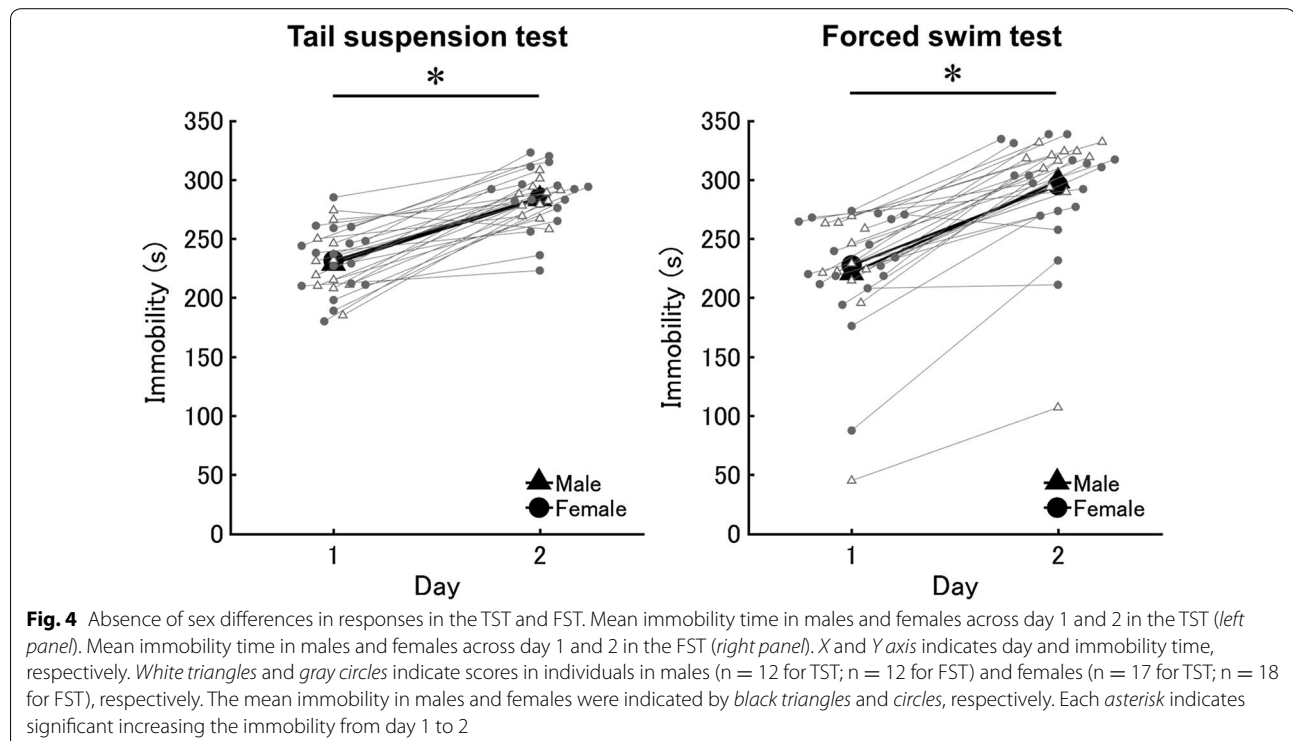 Tail suspension test
*
350
300
250
200
150
100
50
0
Immobility (s)
Male
Female
1
2
Day
Forced swim test
*
350
300
250
200
150
100
50
0
Immobility (s)
Male
Female
1
2
Day
Fig. 4 Absence of sex differences in responses in the TST and FST. Mean immobility time in males and females across day 1 and 2 in the TST (left
panel). Mean immobility time in males and females across day 1 and 2 in the FST (right panel). X and Y axis indicates day and immobility time,
respectively. White triangles and gray circles indicate scores in individuals in males (n = 12 for TST; n = 12 for FST) and females (n = 17 for TST; n = 18
for FST), respectively. The mean immobility in males and females were indicated by black triangles and circles, respectively. Each asterisk indicates
significant increasing the immobility from day 1 to 2